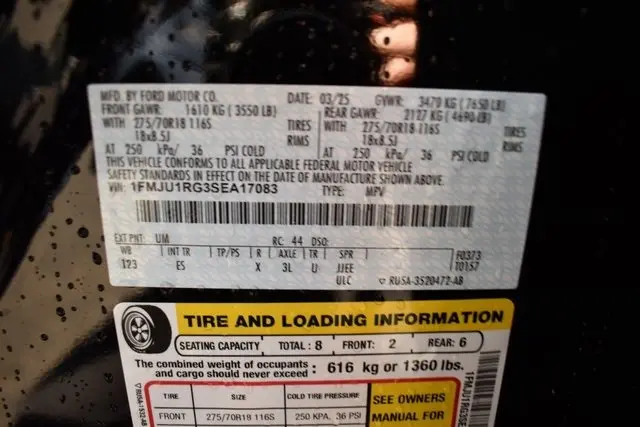 MFD. BY FORD MOTOR CO. DATE: 03/25 GVWR: 3470 KG ( 7650 LB)
FRONT GAWR: 1610 KG ( 3550 LB) REAR GAWR: 2127 KG ( 4690 LB)
WITH 275/70R18 116S TIRES WITH 275/70R18 116S TIRES
18x8.5J RIMS 18x8.5J RIMS
AT 250 kPa/ 36 PSI COLD AT 250 kPa/ 36 PSI COLD
THIS VEHICLE CONFORMS TO ALL APPLICABLE FEDERAL MOTOR VEHICLE
SAFETY STANDARDS IN EFFECT ON THE DATE OF MANUFACTURE SHOWN ABOVE.
VIN: 1FMJU1RG3SEA17083 TYPE: MPV
EXT PNT: UM RC: 44 DSO:
WB INT TR TP/PS R AXLE TR SPR F0373
123 ES X 3L U JJEE T0157
ULC RU5A-3520472-AB
TIRE AND LOADING INFORMATION
SEATING CAPACITY TOTAL : 8 FRONT: 2 REAR: 6
The combined weight of occupants and cargo should never exceed : 616 kg or 1360 lbs.
TIRE SIZE COLD TIRE PRESSURE SEE OWNERS
FRONT 275/70R18 116S 250 KPA, 36 PSI MANUAL FOR